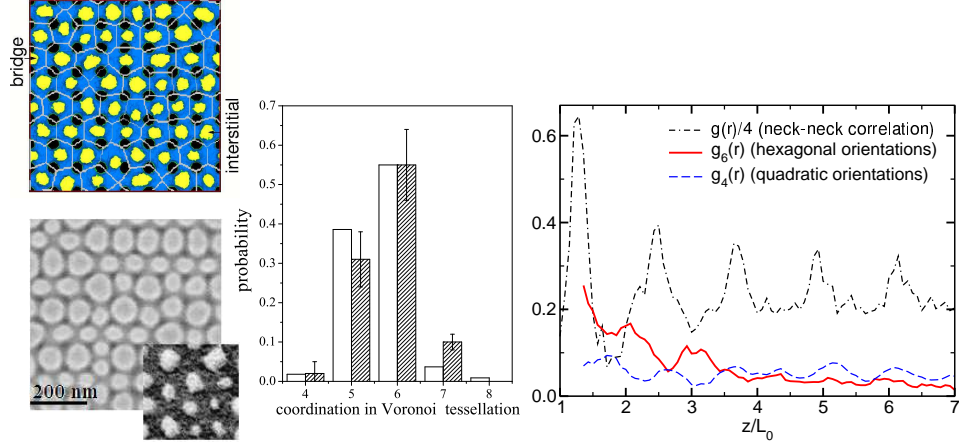 bridge
interstitial
200 nm
probability
0.7
0.6
0.5
0.4
0.3
0.2
0.1
0.0
4 5 6 7 8
coordination in Voronoi tessellation
g(r)/4 (neck-neck correlation)
g6(r) (hexagonal orientations)
g4(r) (quadratic orientations)
0.6
0.4
0.2
0.0
1 2 3 4 5 6 7
z/L0